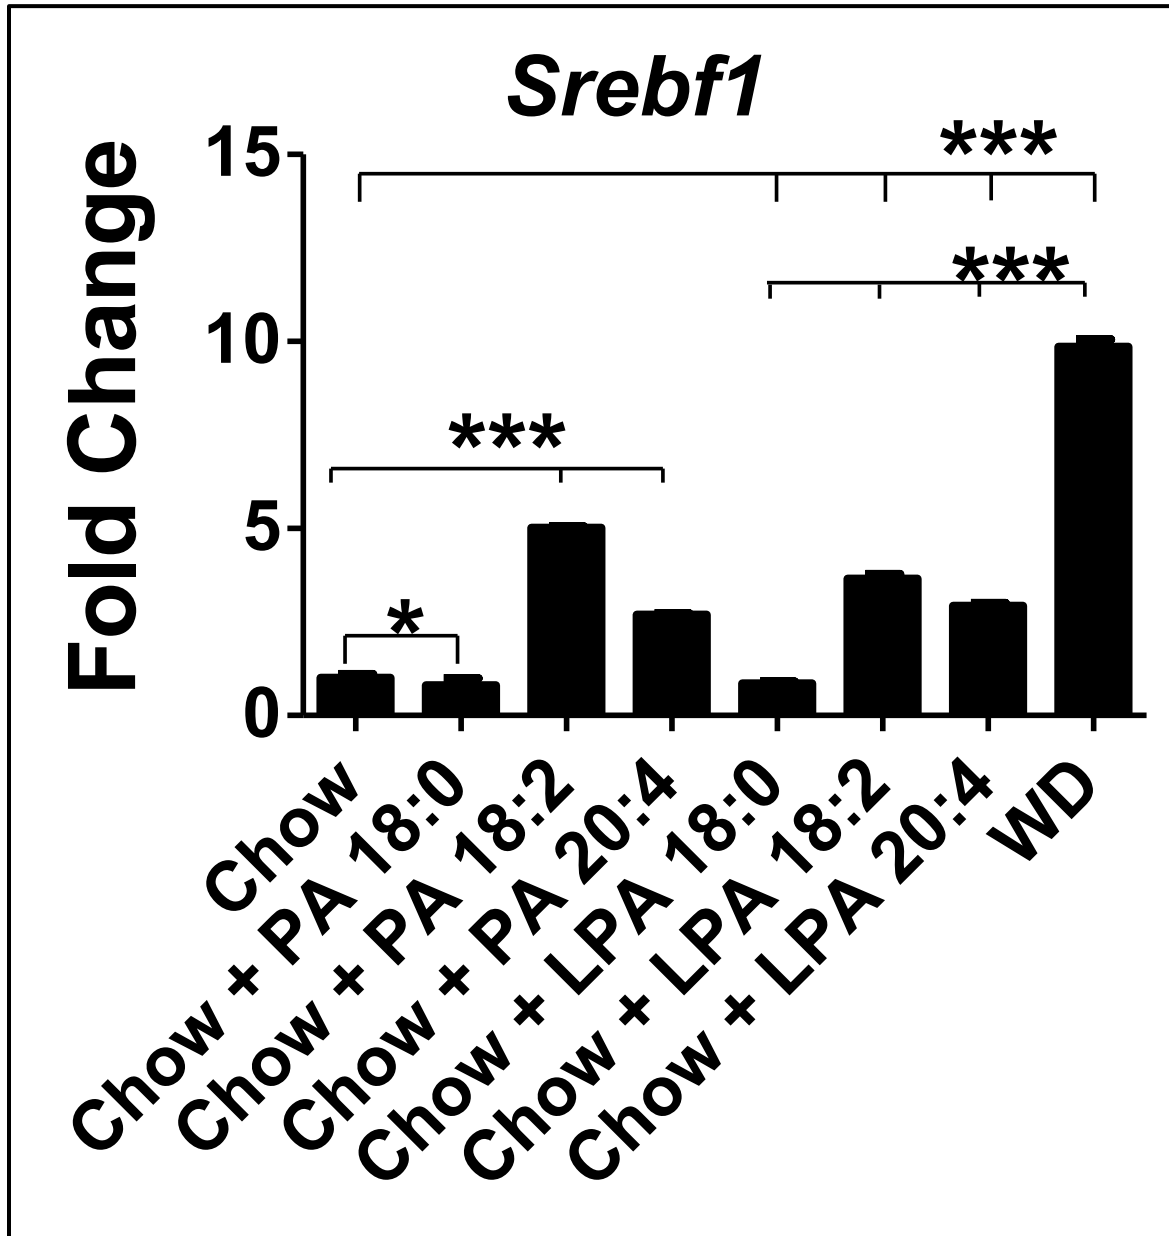 Srebf1
Fold Change
15
10
5
0
***
***
***
*
Chow
Chow + PA 18:0
Chow + PA 18:2
Chow + PA 20:4
Chow + LPA 18:0
Chow + LPA 18:2
Chow + LPA 20:4
WD